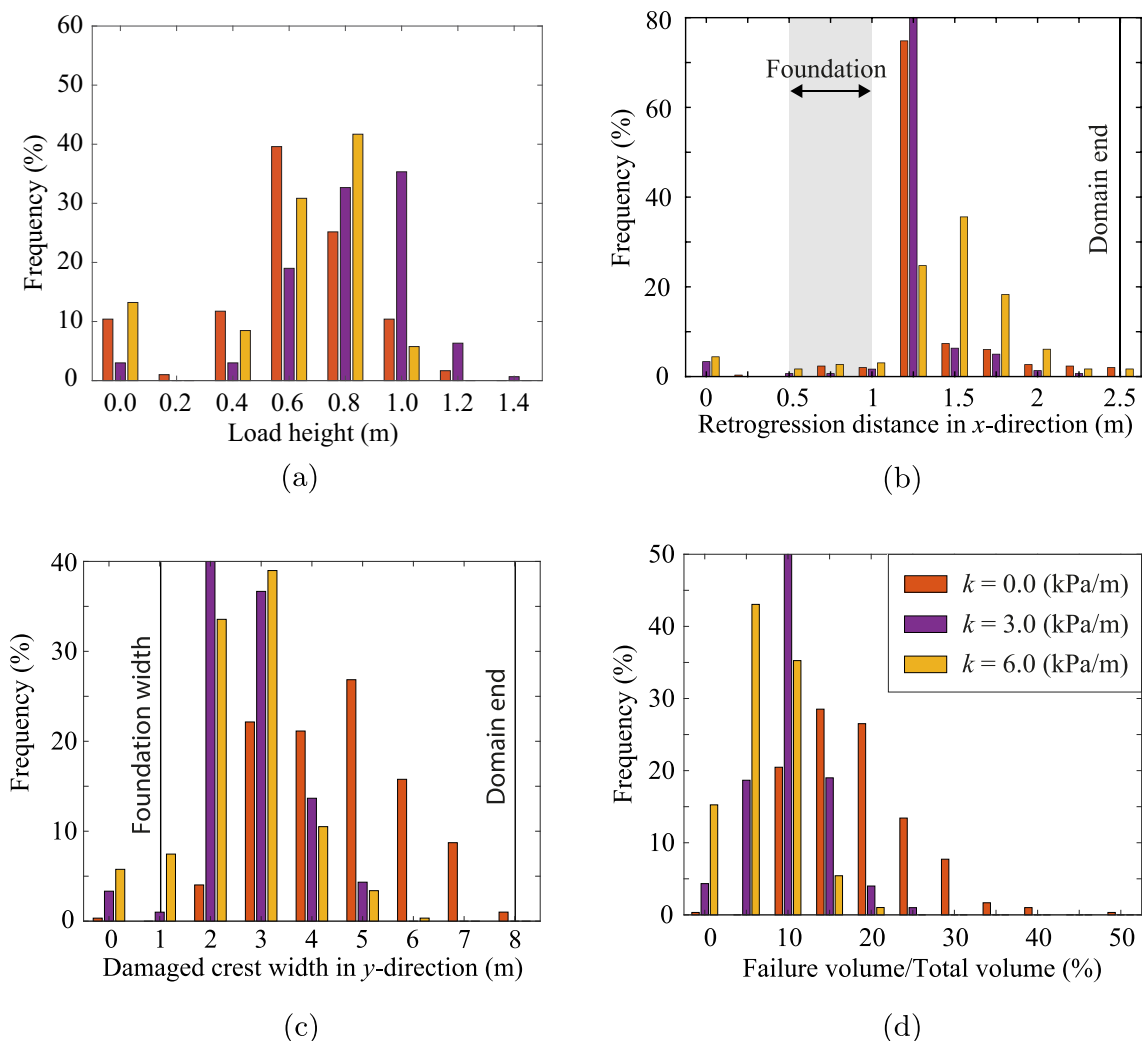 60
50
40
30
20
10
0
Frequency (%)
0.0 0.2 0.4 0.6 0.8 1.0 1.2 1.4
Load height (m)
(a)
80
60
40
20
0
Frequency (%)
Foundation
Domain end
0 0.5 1 1.5 2 2.5
Retrogression distance in x-direction (m)
(b)
40
30
20
10
0
Frequency (%)
Foundation width
Domain end
0 1 2 3 4 5 6 7 8
Damaged crest width in y-direction (m)
(c)
50
40
30
20
10
0
Frequency (%)
k = 0.0 (kPa/m)
k = 3.0 (kPa/m)
k = 6.0 (kPa/m)
0 10 20 30 40 50
Failure volume/Total volume (%)
(d)